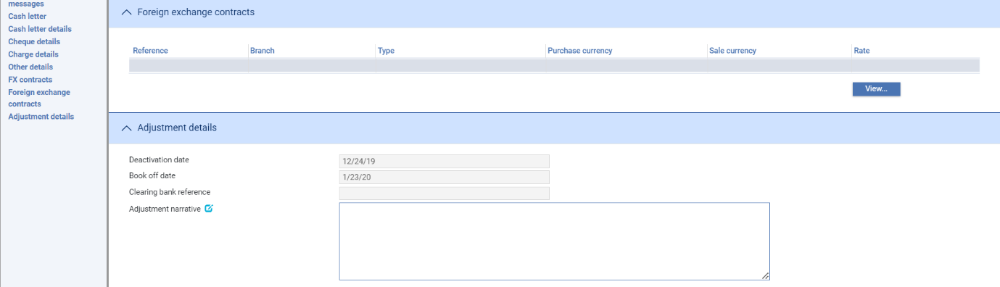 messages
Cash letter
Cash letter details
Cheque details
Charge details
Other details
FX contracts
Foreign exchange
contracts
Adjustment details
Foreign exchange contracts
Reference Branch Type Purchase currency Sale currency Rate
View...
Adjustment details
Deactivation date 12/24/19
Book off date 1/23/20
Clearing bank reference
Adjustment narrative